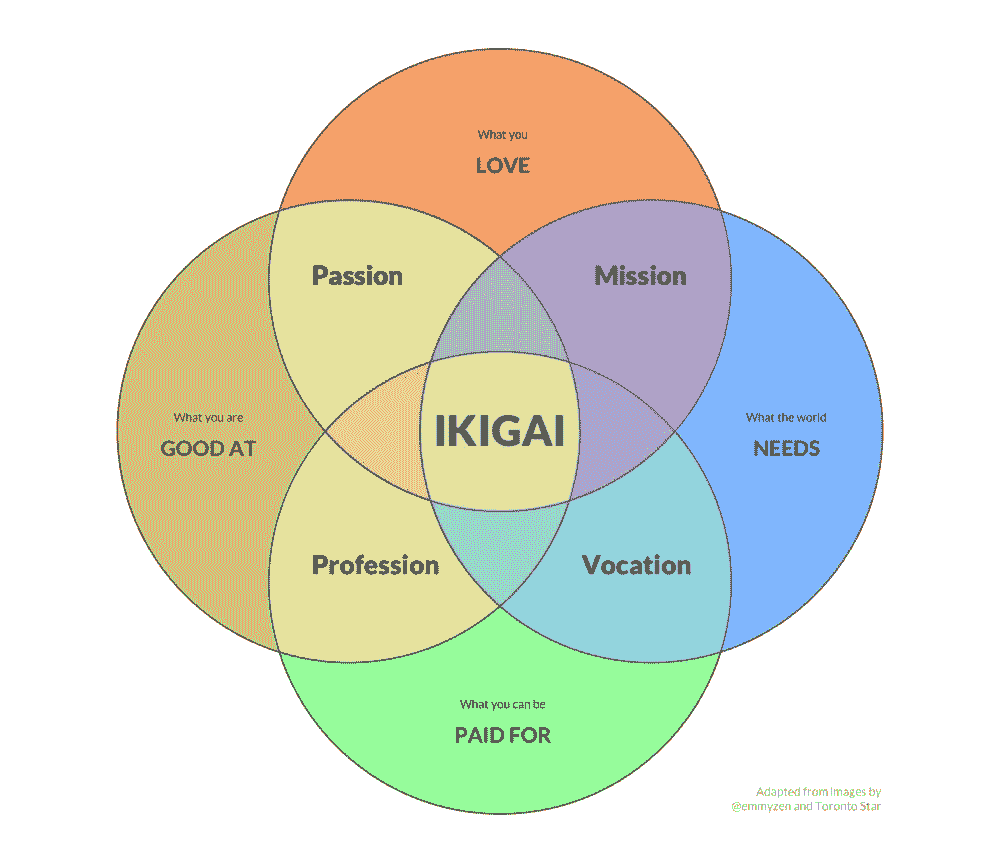 What you
LOVE
Passion
Mission
What you are
GOOD AT
IKIGAI
What the world
NEEDS
Profession
Vocation
What you can be
PAID FOR
Adapted from images by
@emmyzen and Toronto Star